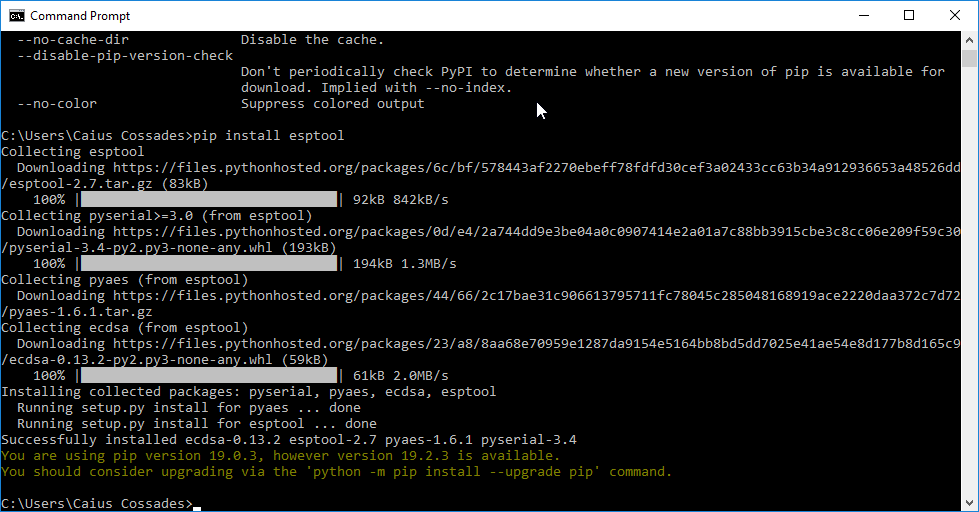 Command Prompt
--no-cache-dir Disable the cache.
--disable-pip-version-check
Don't periodically check PyPI to determine whether a new version of pip is available for
download. Implied with --no-index.
--no-color Suppress colored output
C:\Users\Caius Cossades>pip install esptool
Collecting esptool
Downloading https://files.pythonhosted.org/packages/6c/bf/578443af2270ebeff78fdfd30cef3a02433cc63b34a912936653a48526dd
/esptool-2.7.tar.gz (83kB)
100% |████████████████████████████████| 92kB 842kB/s
Collecting pyserial>=3.0 (from esptool)
Downloading https://files.pythonhosted.org/packages/0d/e4/2a744dd9e3be04a0c0907414e2a01a7c88bb3915cbe3c8cc06e209f59c30
/pyserial-3.4-py2.py3-none-any.whl (193kB)
100% |████████████████████████████████| 194kB 1.3MB/s
Collecting pyaes (from esptool)
Downloading https://files.pythonhosted.org/packages/44/66/2c17bae31c906613795711fc78045c285048168919ace2220daa372c7d72
/pyaes-1.6.1.tar.gz
Collecting ecdsa (from esptool)
Downloading https://files.pythonhosted.org/packages/23/a8/8aa68e70959e1287da9154e5164bb8bd5dd7025e41ae54e8d177b8d165c9
/ecdsa-0.13.2-py2.py3-none-any.whl (59kB)
100% |████████████████████████████████| 61kB 2.0MB/s
Installing collected packages: pyserial, pyaes, ecdsa, esptool
Running setup.py install for pyaes ... done
Running setup.py install for esptool ... done
Successfully installed ecdsa-0.13.2 esptool-2.7 pyaes-1.6.1 pyserial-3.4
You are using pip version 19.0.3, however version 19.2.3 is available.
You should consider upgrading via the 'python -m pip install --upgrade pip' command.
C:\Users\Caius Cossades>